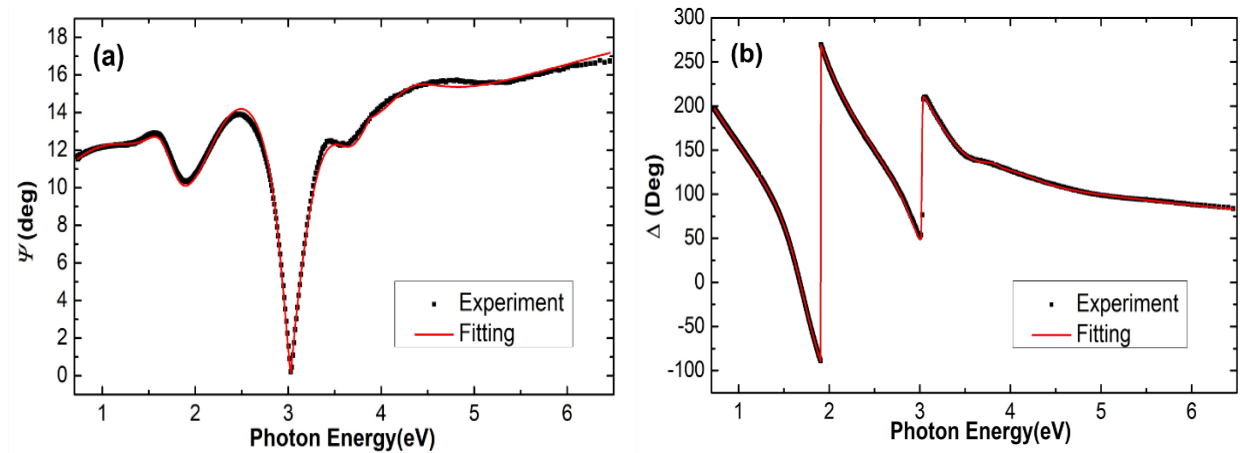 (a)
18
16
14
12
10
8
6
4
2
0
Ψ (deg)
Experiment
Fitting
1 2 3 4 5 6
Photon Energy(eV)
(b)
300
250
200
150
100
50
0
-50
-100
Δ (Deg)
Experiment
Fitting
1 2 3 4 5 6
Photon Energy(eV)